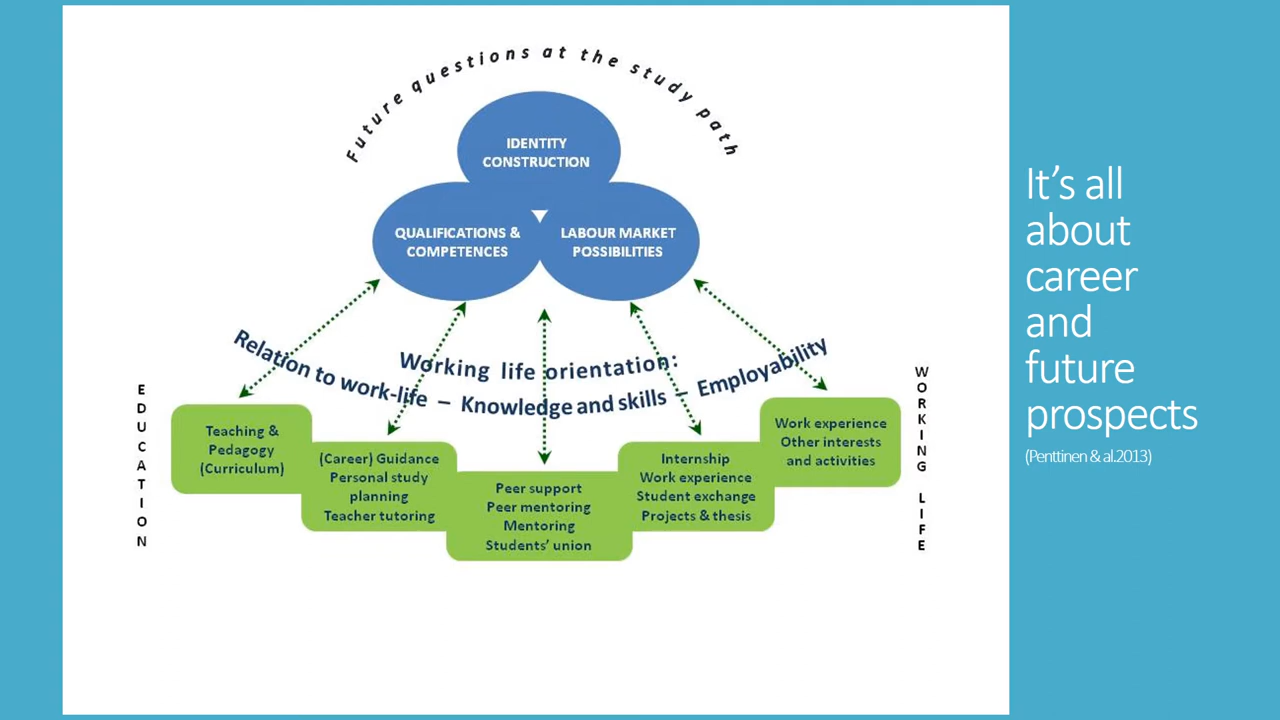 Future questions at the study path
IDENTITY
CONSTRUCTION
QUALIFICATIONS &
COMPETENCES
LABOUR MARKET
POSSIBILITIES
Working life orientation:
Relation to work-life – Knowledge and skills – Employability
EDUCATION
Teaching &
Pedagogy
(Curriculum)
(Career) Guidance
Personal study
planning
Teacher tutoring
Peer support
Peer mentoring
Mentoring
Students' union
Internship
Work experience
Student exchange
Projects & thesis
Work experience
Other interests
and activities
WORKING LIFE
It's all
about
career
and
future
prospects
(Penttinen & al.2013)